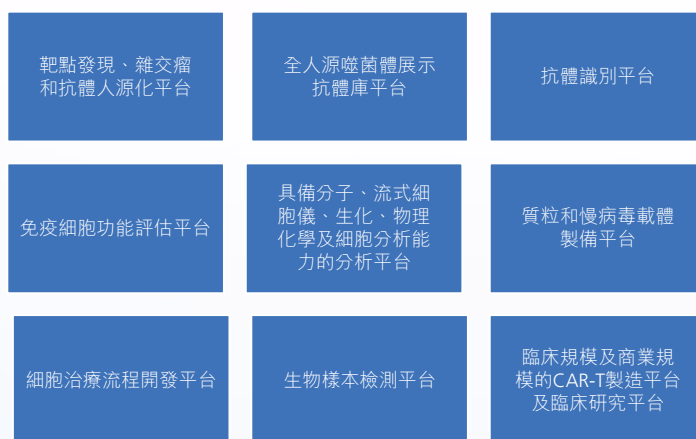 靶點發現、雜交瘤
和抗體人源化平台
全人源噬菌體展示
抗體庫平台
抗體識別平台
免疫細胞功能評估平台
具備分子、流式細
胞儀、生化、物理
化學及細胞分析能
力的分析平台
質粒和慢病毒載體
製備平台
細胞治療流程開發平台
生物樣本檢測平台
臨床規模及商業規
模的CAR-T製造平台
及臨床研究平台